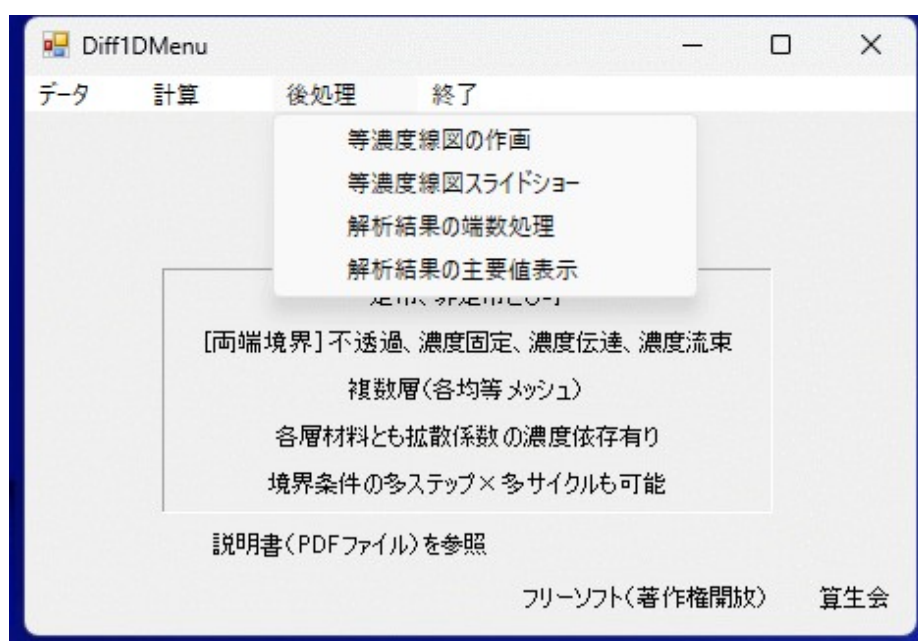 Diff1DMenu
データ 計算 後処理 終了
等濃度線図の作画
等濃度線図スライドショー
解析結果の端数処理
解析結果の主要値表示
[両端境界]不透過、濃度固定、濃度伝達、濃度流束
複数層(各均等メッシュ)
各層材料とも拡散係数の濃度依存有り
境界条件の多ステップ×多サイクルも可能
説明書(PDFファイル)を参照
フリーソフト(著作権開放) 算生会